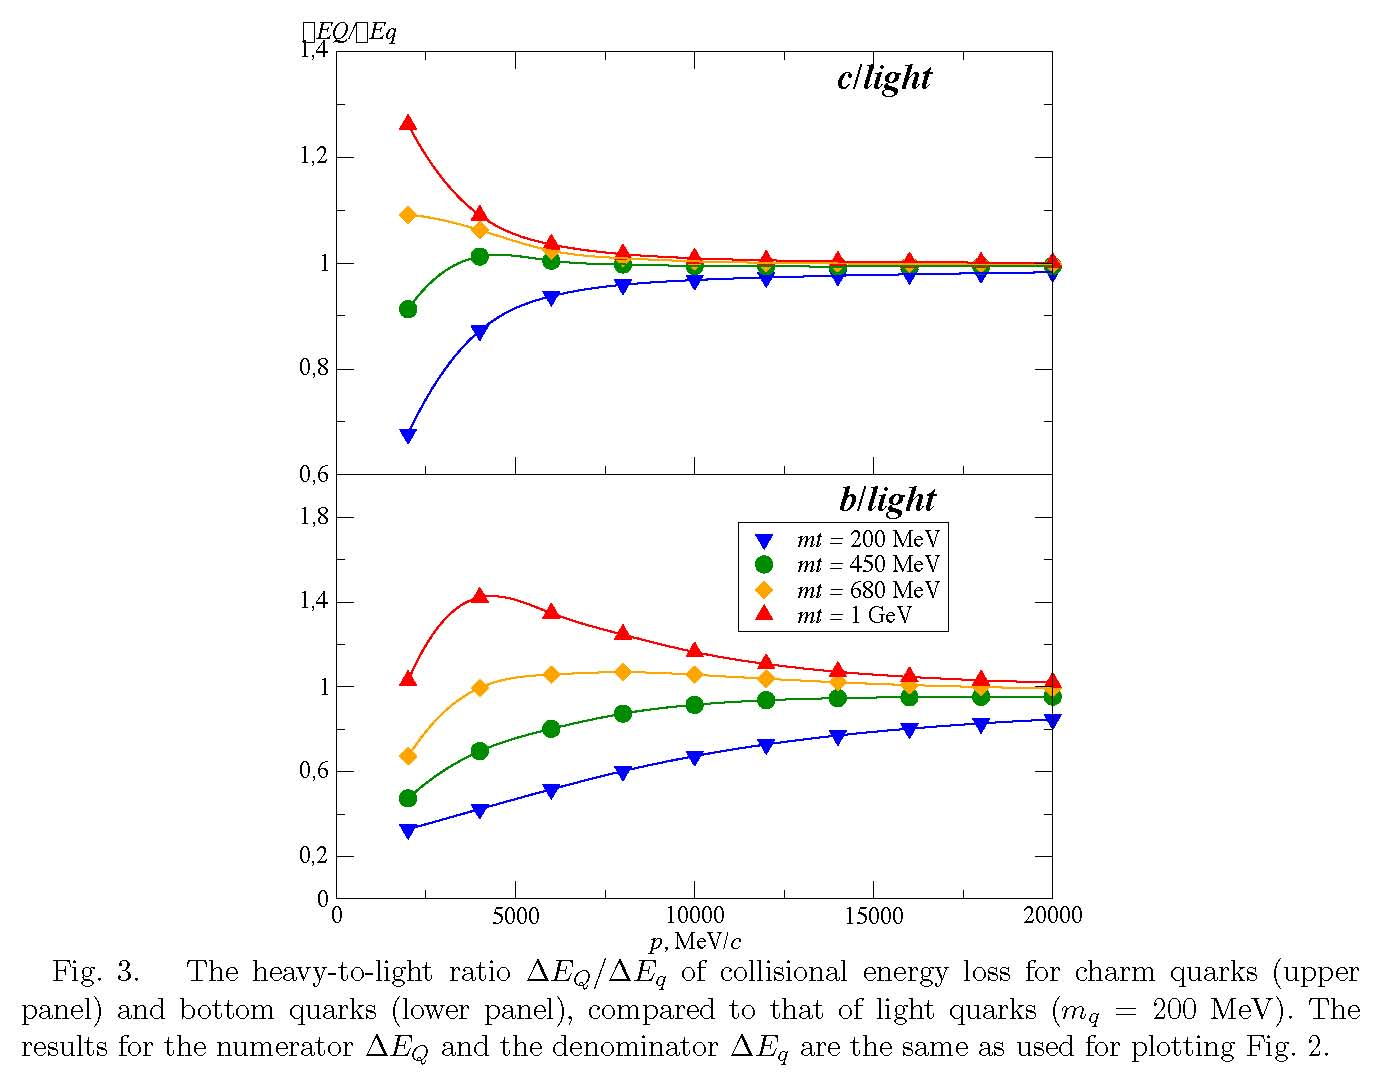 ▯EQ/▯Eq
1,4
c/light
1,2
1
0,8
0,6
b/light
1,8
mt = 200 MeV
mt = 450 MeV
mt = 680 MeV
mt = 1 GeV
1,4
1
0,6
0,2
0
0 5000 10000 15000 20000
p, MeV/c
Fig. 3. The heavy-to-light ratio ΔE_Q/ΔE_q of collisional energy loss for charm quarks (upper
panel) and bottom quarks (lower panel), compared to that of light quarks (m_q = 200 MeV). The
results for the numerator ΔE_Q and the denominator ΔE_q are the same as used for plotting Fig. 2.